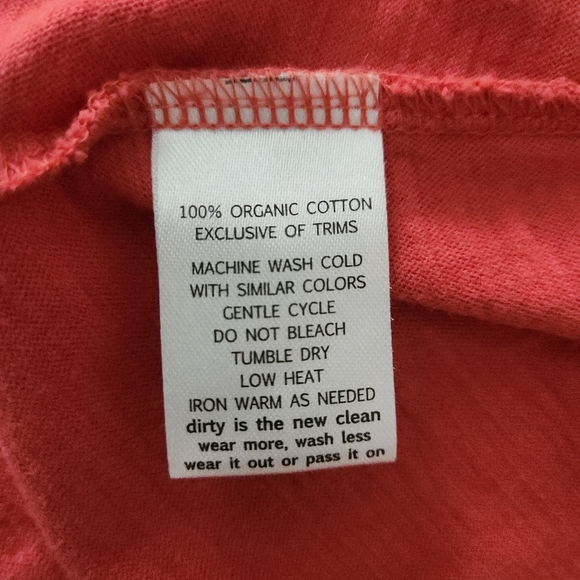 100% ORGANIC COTTON
EXCLUSIVE OF TRIMS
MACHINE WASH COLD
WITH SIMILAR COLORS
GENTLE CYCLE
DO NOT BLEACH
TUMBLE DRY
LOW HEAT
IRON WARM AS NEEDED
dirty is the new clean
wear more, wash less
wear it out or pass it on